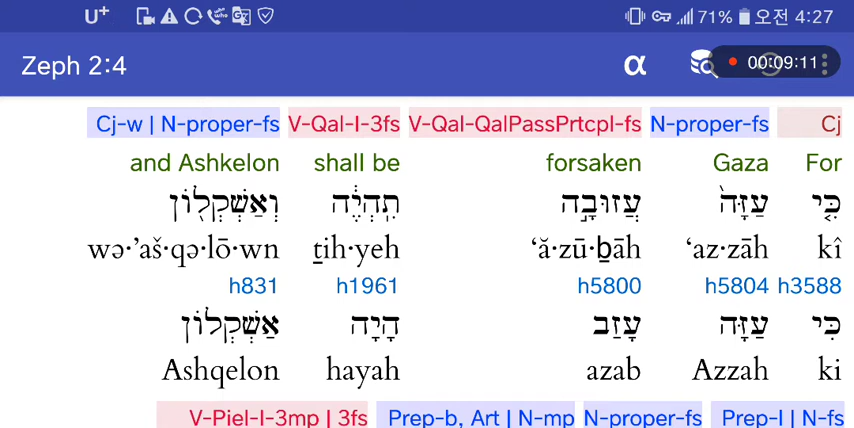 U+ 71% 오전 4:27
Zeph 2:4 α 00:09:11
Cj-w | N-proper-fs V-Qal-I-3fs V-Qal-QalPassPrtcpl-fs N-proper-fs Cj
and Ashkelon shall be forsaken Gaza For
כִּ֤י עַזָּה֙ עֲזוּבָ֣ה תִֽהְיֶ֔ה וְאַשְׁקְל֖וֹן
wə·’aš·qə·lō·wn ṯih·yeh ‘ă·zū·ḇāh ‘az·zāh kî
h831 h1961 h5800 h5804 h3588
כִּי עַזָּה עָזַב הָיָה אַשְׁקְלוֹן
Ashqelon hayah azab Azzah ki
V-Piel-I-3mp | 3fs Prep-b, Art | N-mp N-proper-fs Prep-l | N-fs